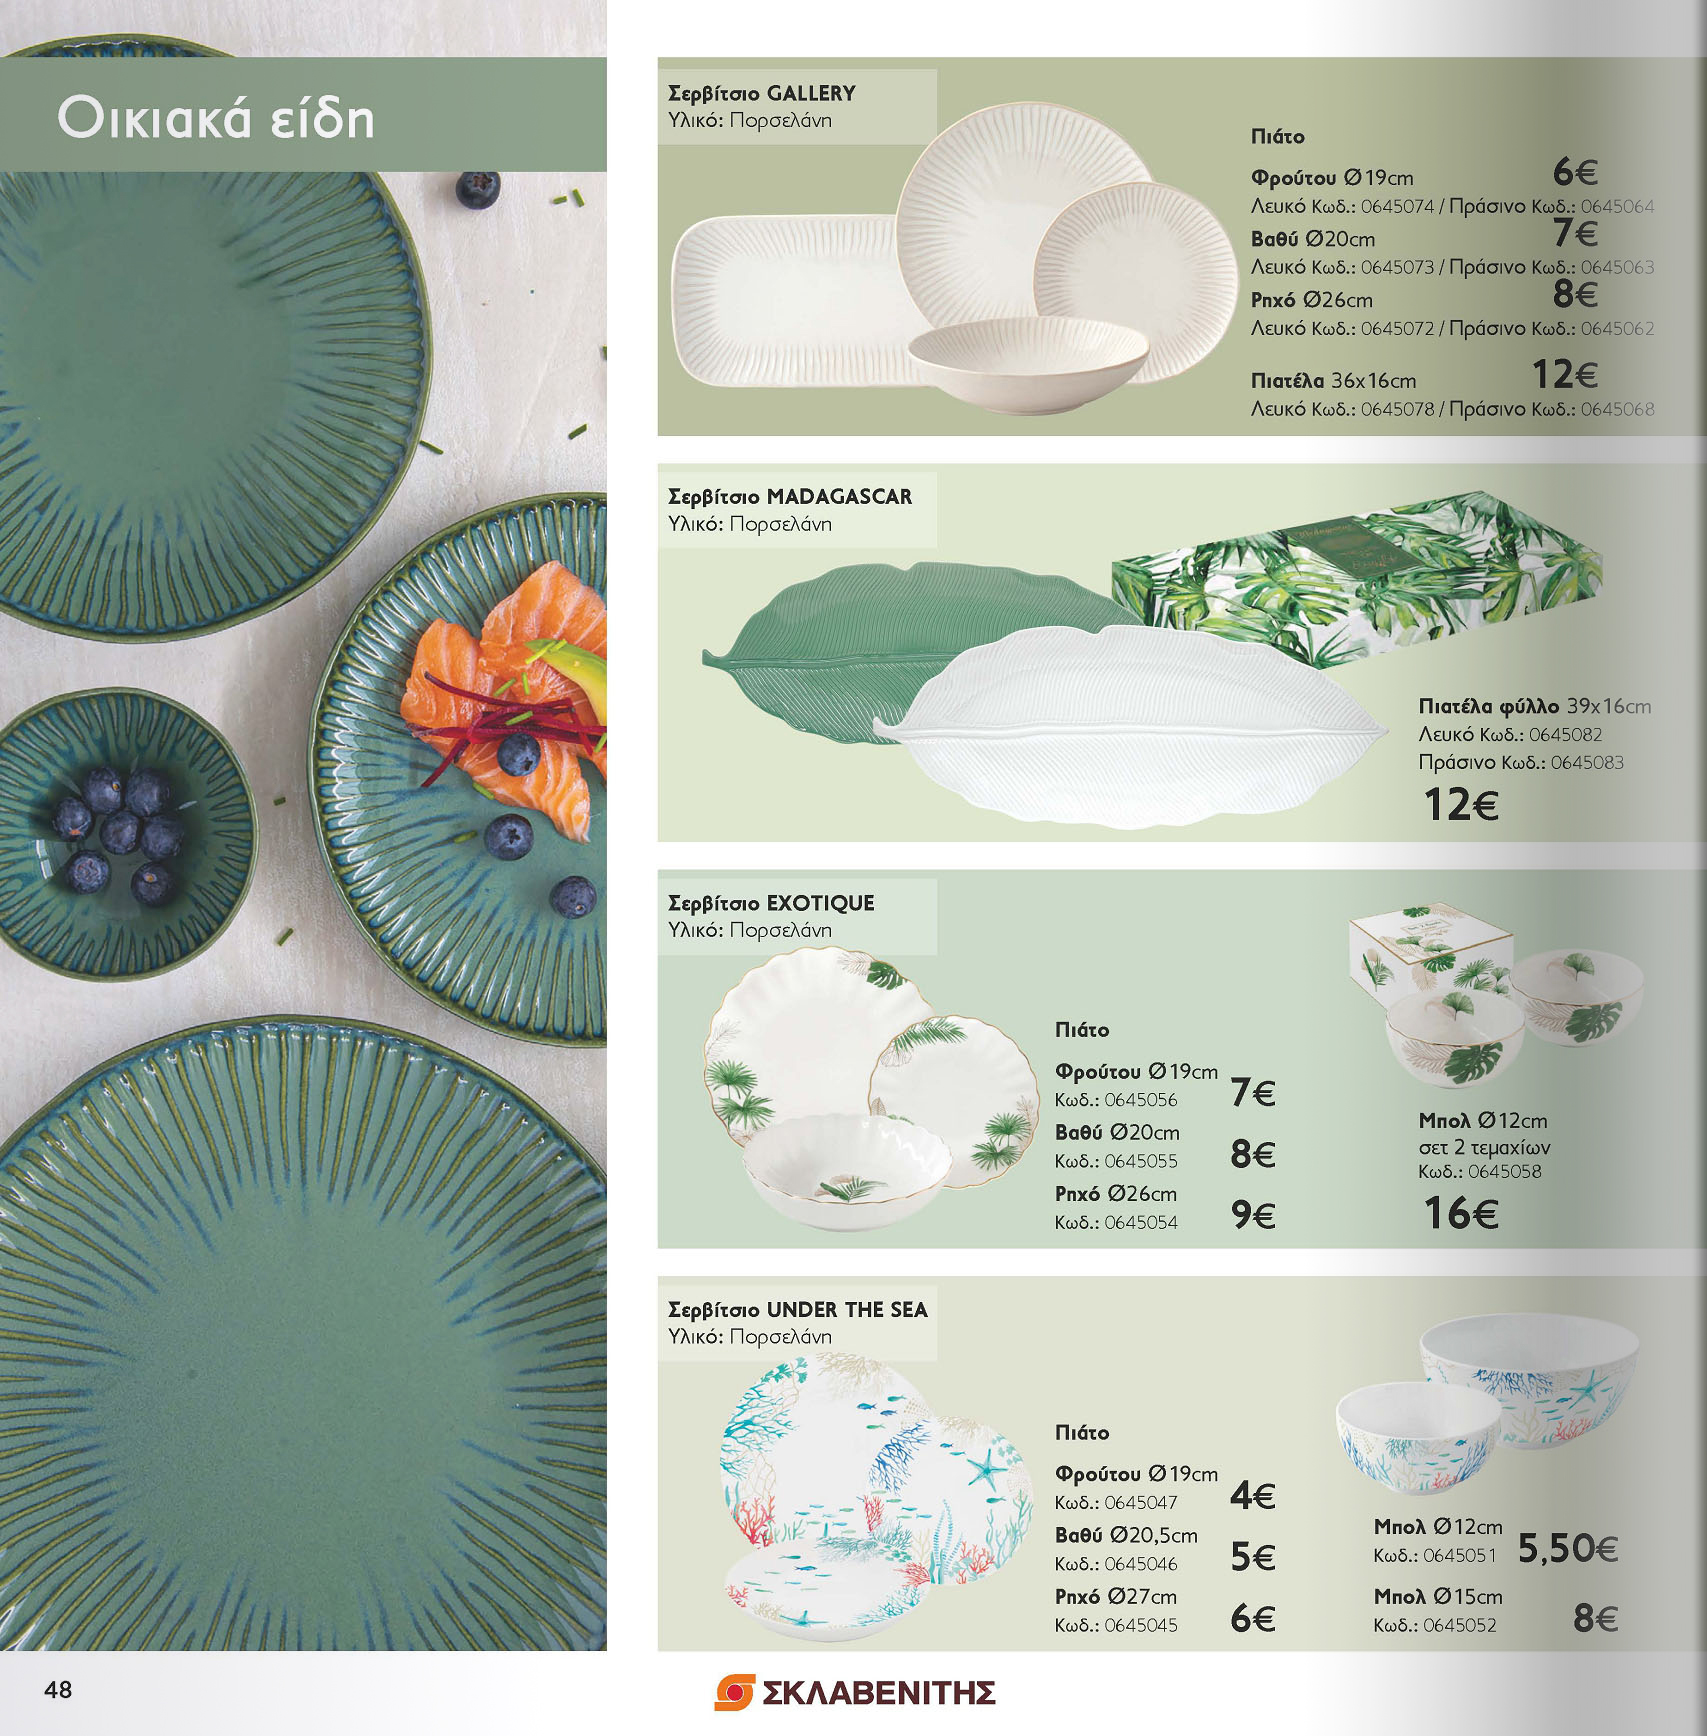 Οικιακά είδη
Σερβίτσιο GALLERY
Υλικό: Πορσελάνη
Πιάτο
Φρούτου Ø19cm 6€
Λευκό Κωδ.: 0645074 / Πράσινο Κωδ.: 0645064
Βαθύ Ø20cm 7€
Λευκό Κωδ.: 0645073 / Πράσινο Κωδ.: 0645063
Ρηχό Ø26cm 8€
Λευκό Κωδ.: 0645072 / Πράσινο Κωδ.: 0645062
Πιατέλα 36x16cm 12€
Λευκό Κωδ.: 0645078 / Πράσινο Κωδ.: 0645068
Σερβίτσιο MADAGASCAR
Υλικό: Πορσελάνη
Πιατέλα φύλλο 39x16cm
Λευκό Κωδ.: 0645082
Πράσινο Κωδ.: 0645083
12€
Σερβίτσιο EXOTIQUE
Υλικό: Πορσελάνη
Πιάτο
Φρούτου Ø19cm
Κωδ.: 0645056 7€
Βαθύ Ø20cm
Κωδ.: 0645055 8€
Ρηχό Ø26cm
Κωδ.: 0645054 9€
Μπολ Ø12cm
σετ 2 τεμαχίων
Κωδ.: 0645058
16€
Σερβίτσιο UNDER THE SEA
Υλικό: Πορσελάνη
Πιάτο
Φρούτου Ø19cm
Κωδ.: 0645047 4€
Βαθύ Ø20,5cm
Κωδ.: 0645046 5€
Ρηχό Ø27cm
Κωδ.: 0645045 6€
Μπολ Ø12cm
Κωδ.: 0645051 5,50€
Μπολ Ø15cm
Κωδ.: 0645052 8€
48
ΣΚΛΑΒΕΝΙΤΗΣ